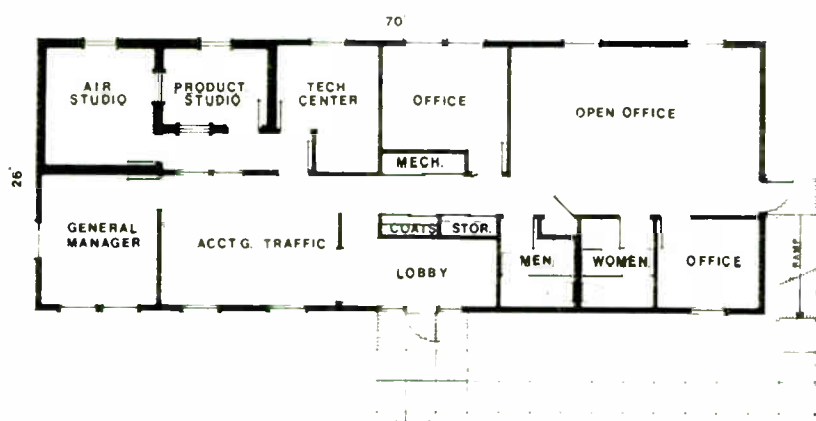 70'
AIR
STUDIO
PRODUCT
STUDIO
TECH
CENTER
OFFICE
OPEN OFFICE
MECH.
26'
GENERAL
MANAGER
ACCTG. TRAFFIC
COATS
STOR.
LOBBY
MEN.
WOMEN.
OFFICE
RAMP